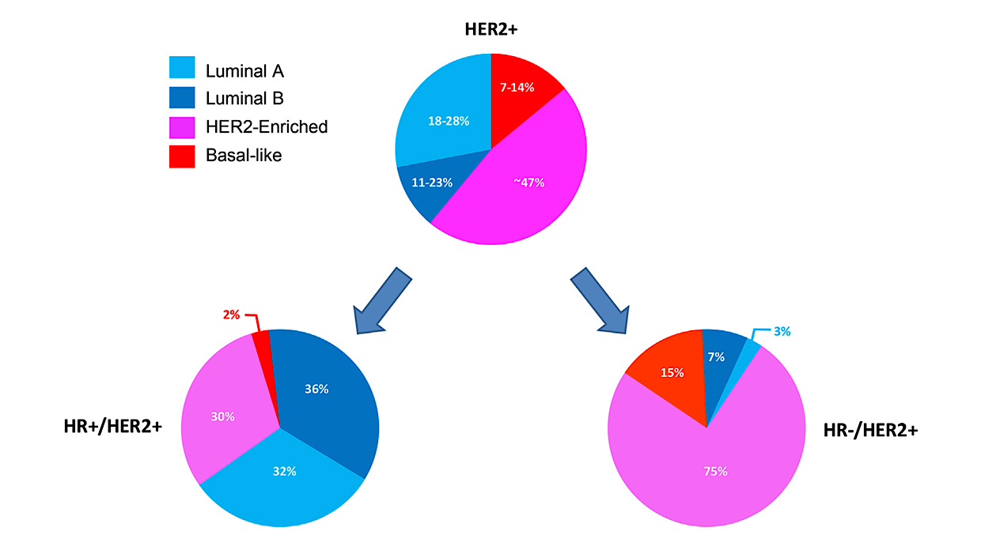 HER2+
Luminal A
Luminal B
HER2-Enriched
Basal-like
7-14%
18-28%
11-23%
~47%
2%
36%
30%
32%
HR+/HER2+
3%
7%
15%
75%
HR-/HER2+